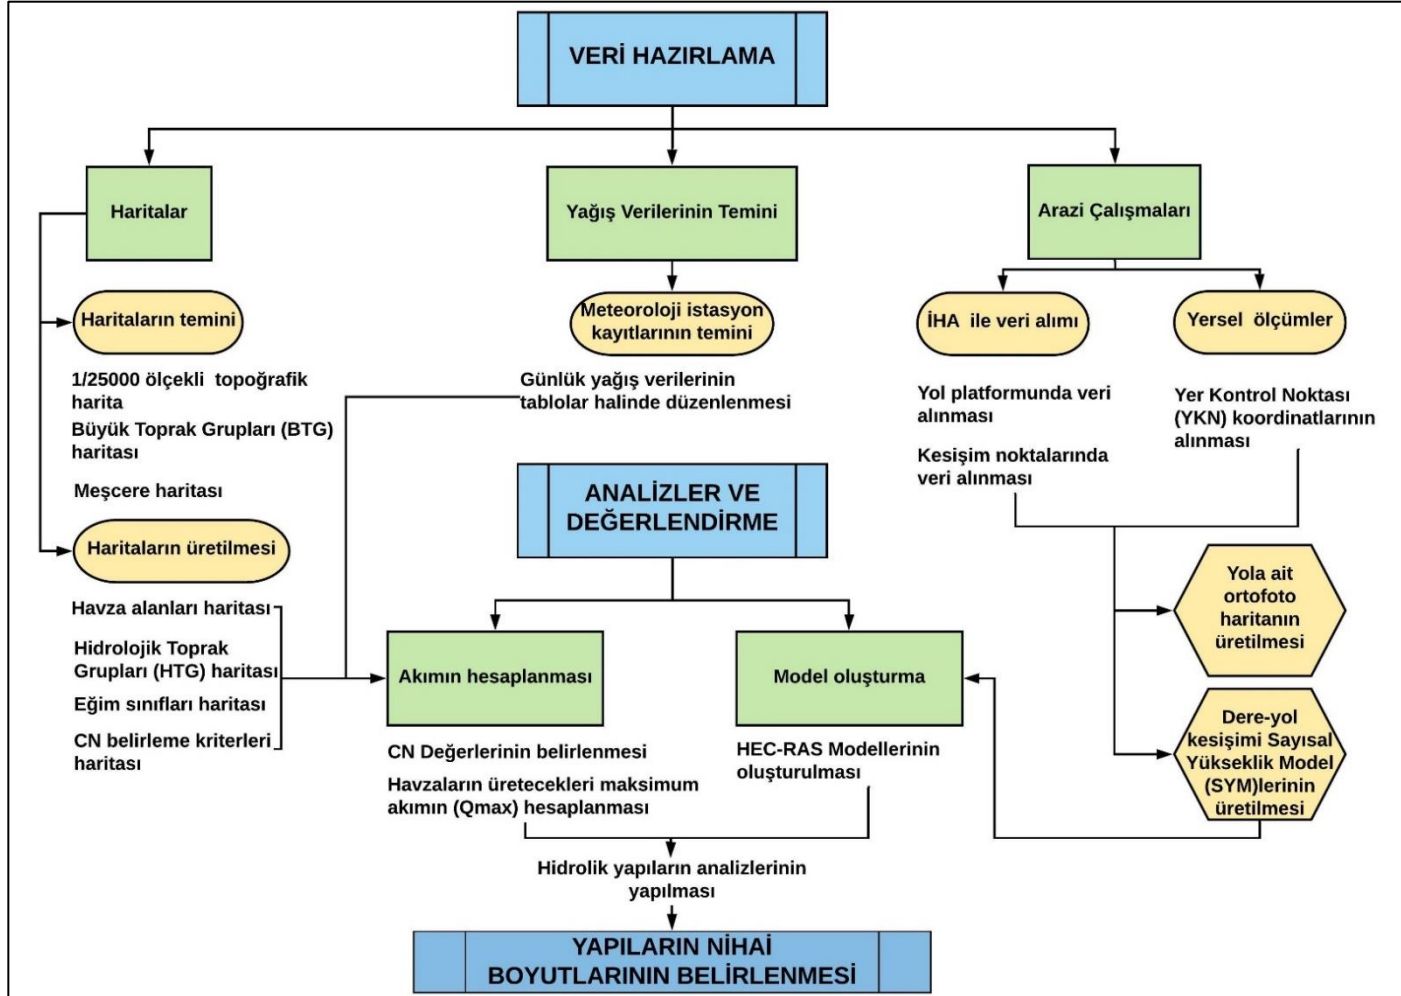 VERİ HAZIRLAMA
Haritalar
Yağış Verilerinin Temini
Arazi Çalışmaları
Haritaların temini
1/25000 ölçekli topoğrafik
harita
Büyük Toprak Grupları (BTG)
haritası
Meşcere haritası
Haritaların üretilmesi
Havza alanları haritası
Hidrolojik Toprak
Grupları (HTG) haritası
Eğim sınıfları haritası
CN belirleme kriterleri
haritası
Meteoroloji istasyon
kayıtlarının temini
Günlük yağış verilerinin
tablolar halinde düzenlenmesi
İHA ile veri alımı
Yol platformunda veri
alınması
Kesişim noktalarında
veri alınması
Yersel ölçümler
Yer Kontrol Noktası
(YKN) koordinatlarının
alınması
Yola ait
ortofoto
haritanın
üretilmesi
Dere-yol
kesişimi Sayısal
Yükseklik Model
(SYM)lerinin
üretilmesi
ANALİZLER VE
DEĞERLENDİRME
Akımın hesaplanması
CN Değerlerinin belirlenmesi
Havzaların üretecekleri maksimum
akımın (Qmax) hesaplanması
Model oluşturma
HEC-RAS Modellerinin
oluşturulması
Hidrolik yapıların analizlerinin
yapılması
YAPILARIN NİHAİ
BOYUTLARININ BELİRLENMESİ